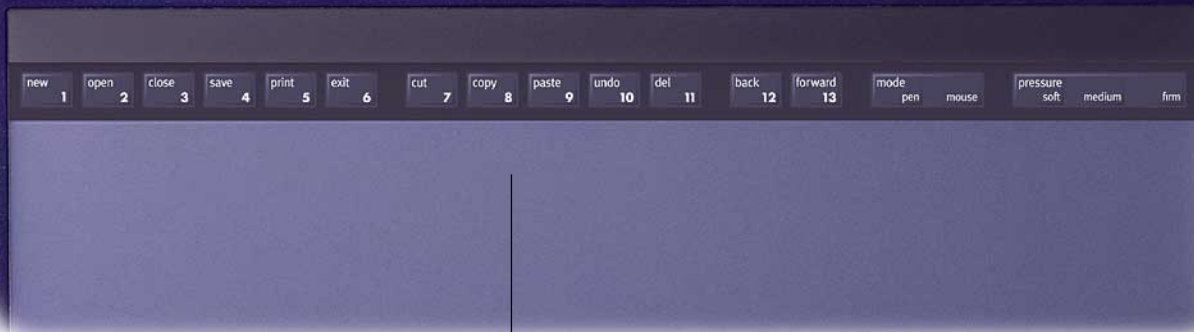 new open close save print exit cut copy paste undo del back forward mode pressure
1 2 3 4 5 6 7 8 9 10 11 12 13 pen mouse soft medium firm